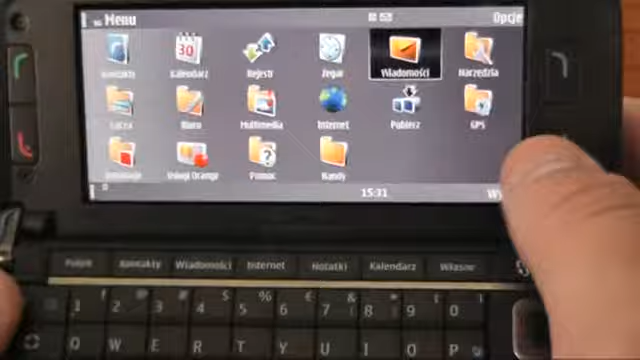 Menu Opcje
Kontakty Kalendarz Rejestr Zegar Wiadomości Narzędzia
Łącza Biuro Multimedia Internet Pobierz GPS
Instalacje Usługi Orange Pomoc Nandy
15:31
Pulpit Kontakty Wiadomości Internet Notatki Kalendarz Własne
1 2 3 4 $ 5 % 6 7 & 8 9 0
Q W E R T Y U I O P